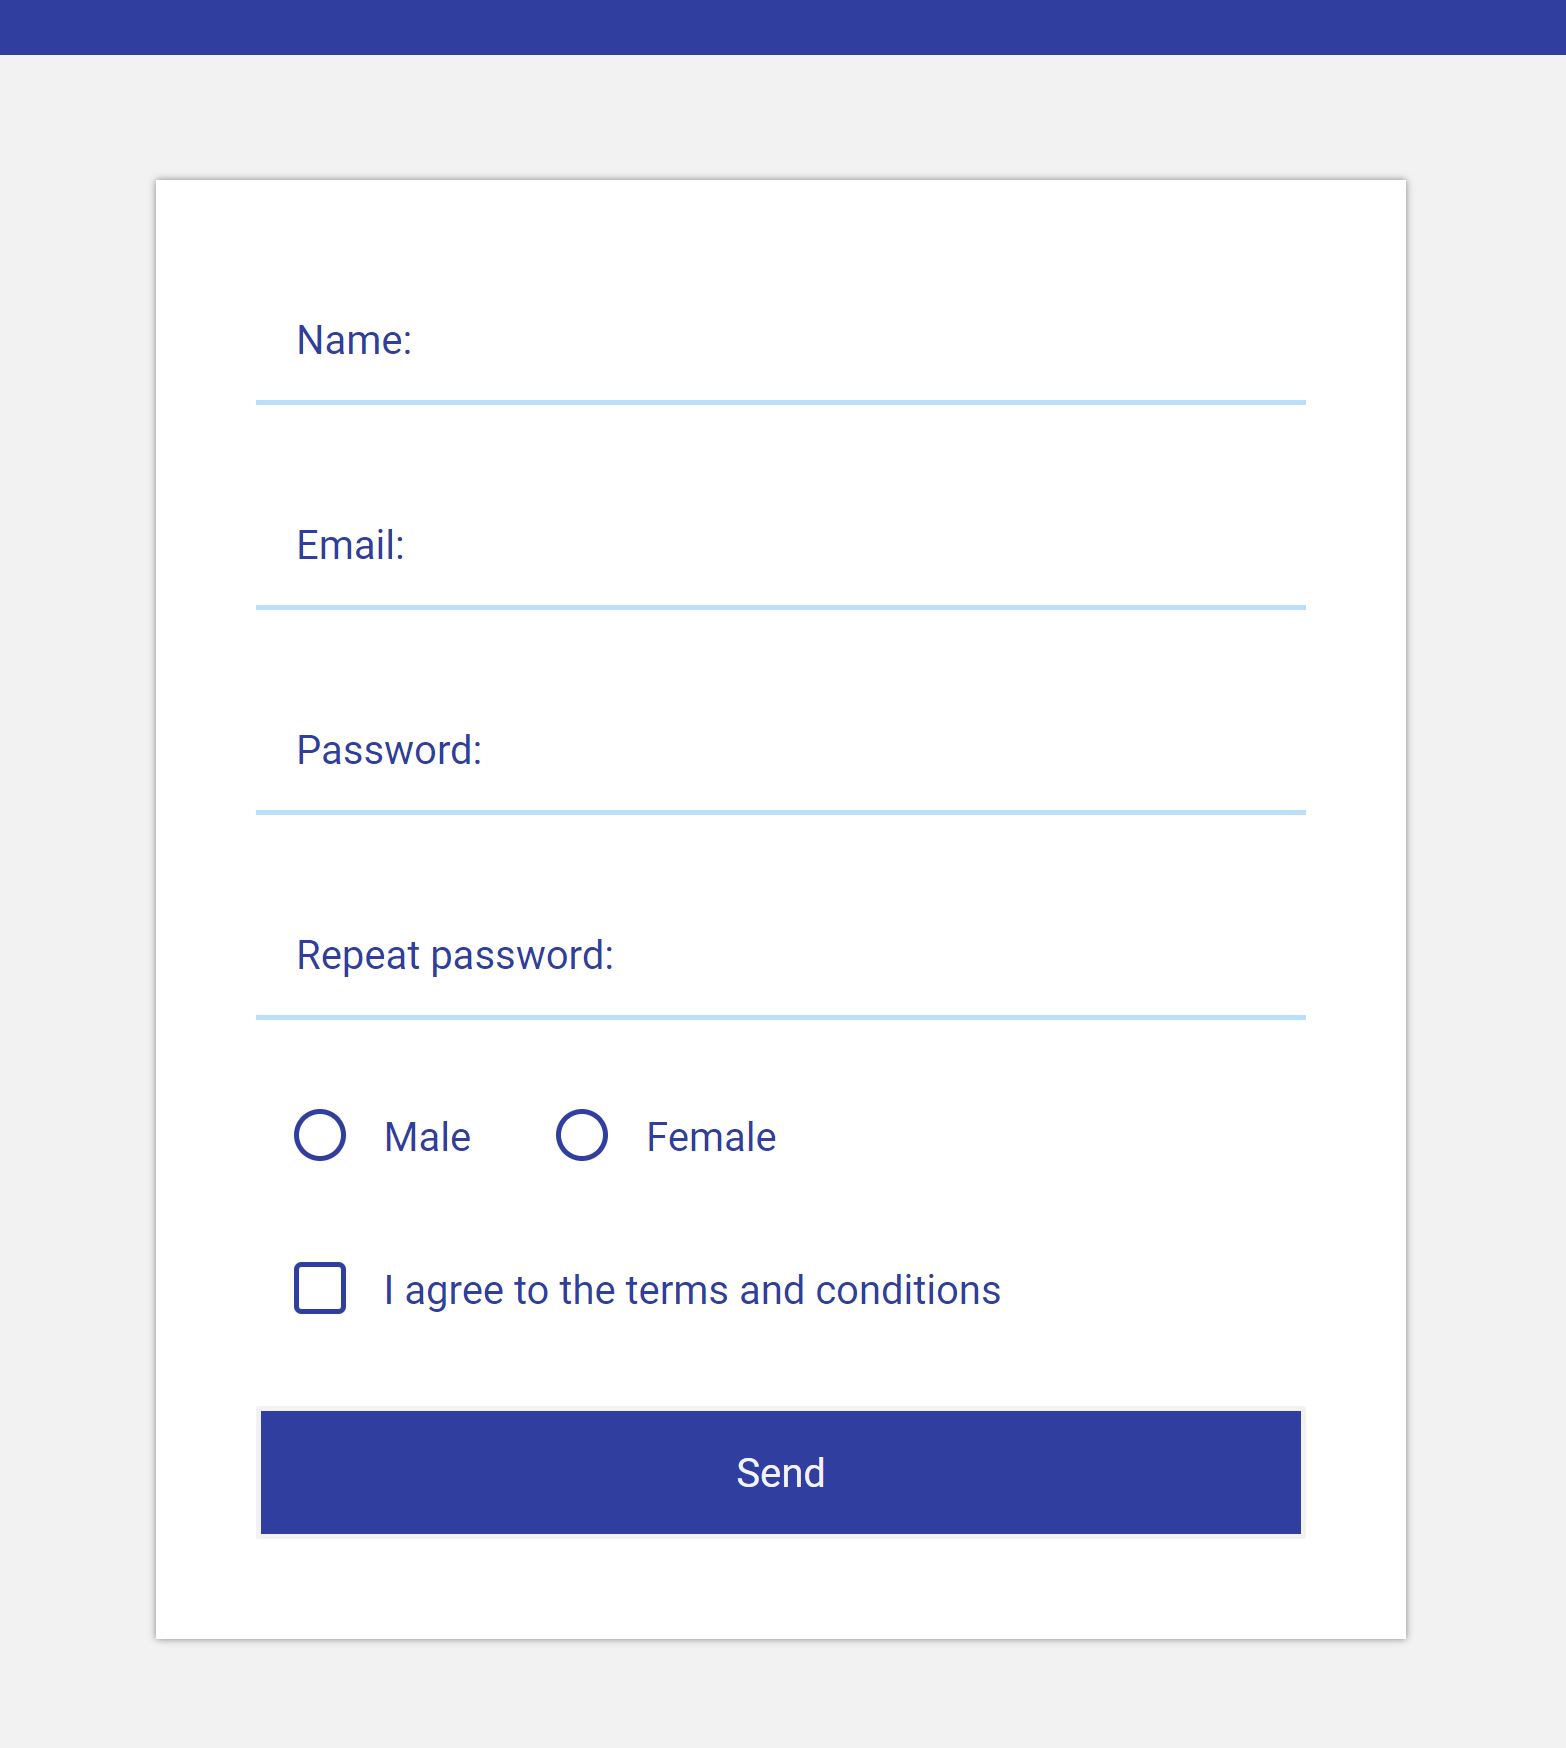 Name:
Email:
Password:
Repeat password:
Male Female
I agree to the terms and conditions
Send